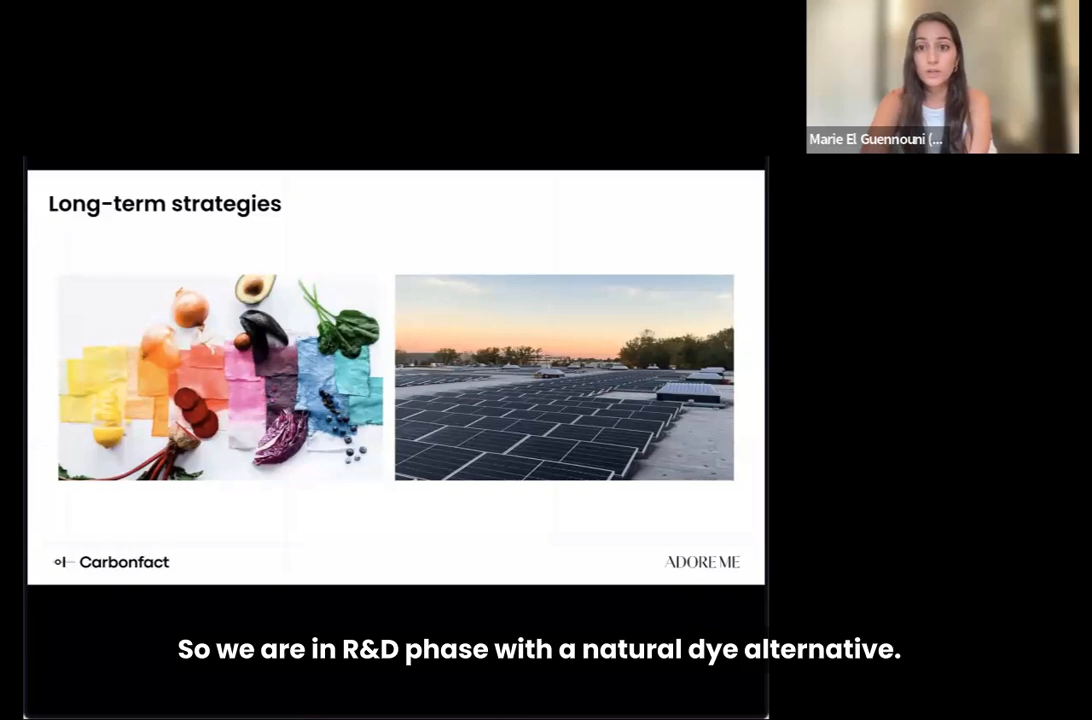 Marie El Guennouni (...
Long-term strategies
Carbonfact
ADORE ME
So we are in R&D phase with a natural dye alternative.